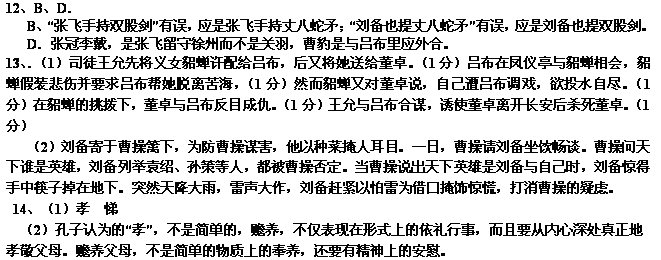 12、B、D.
B、“张飞手持双股剑”有误，应是张飞手持丈八蛇矛；“刘备也提丈八蛇矛”有误，应是刘备也提双股剑。
D．张冠李戴，是张飞留守徐州而不是关羽，曹豹是与吕布里应外合。
13、．（1）司徒王允先将义女貂蝉许配给吕布，后又将她送给董卓。（1分）吕布在凤仪亭与貂蝉相会，貂
蝉假装悲伤并要求吕布帮她脱离苦海，（1分）然而貂蝉又对董卓说，自己遭吕布调戏，欲投水自尽。（1
分）在貂蝉的挑拨下，董卓与吕布反目成仇。（1分）王允与吕布合谋，诱使董卓离开长安后杀死董卓。（1
分）
（2）刘备寄于曹操篱下，为防曹操谋害，他以种菜掩人耳目。一日，曹操请刘备坐饮畅谈。曹操问天
下谁是英雄，刘备列举袁绍、孙策等人，都被曹操否定。当曹操说出天下英雄是刘备与自己时，刘备惊得
手中筷子掉在地下。突然天降大雨，雷声大作，刘备赶紧以怕雷为借口掩饰惊慌，打消曹操的疑虑。
14、（1）孝 悌
（2）孔子认为的“孝”，不是简单的，赡养，不仅表现在形式上的依礼行事，而且要从内心深处真正地
孝敬父母。赡养父母，不是简单的物质上的奉养，还要有精神上的安慰。